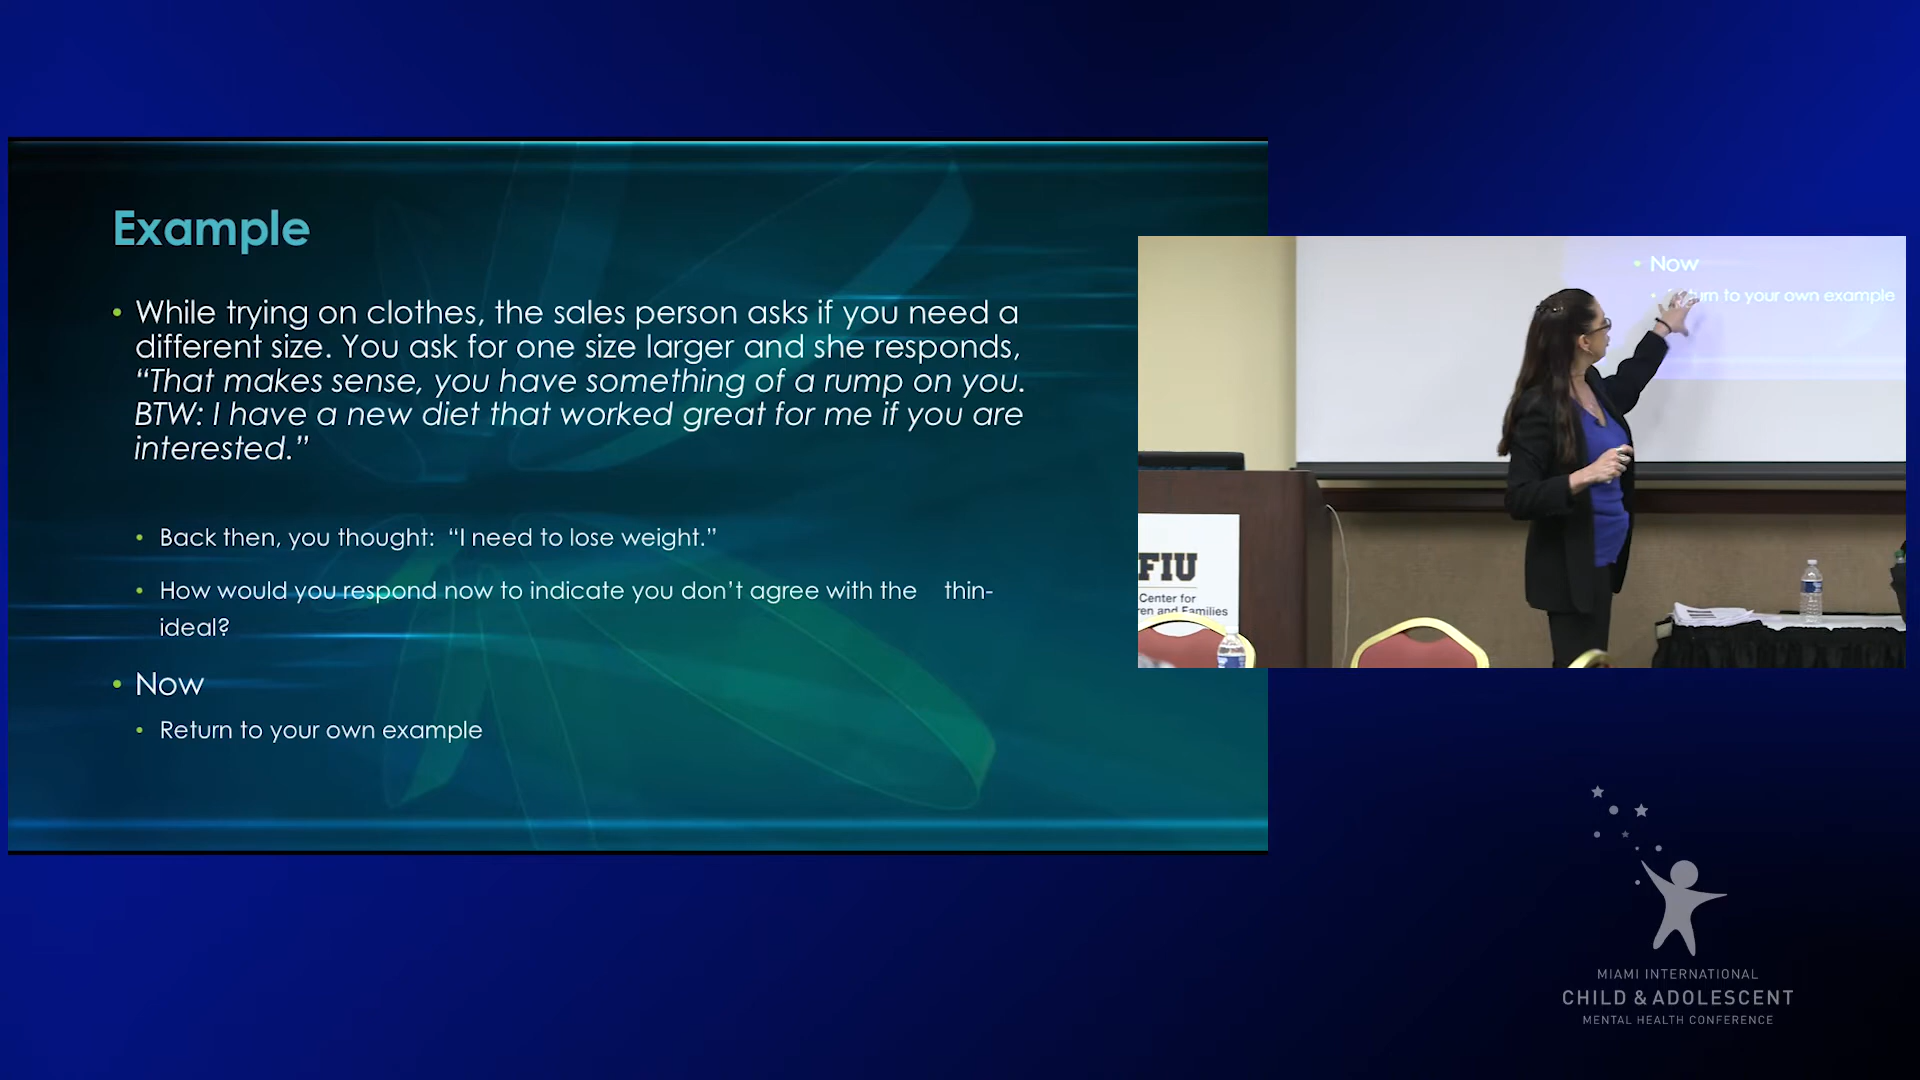 Example
• While trying on clothes, the sales person asks if you need a
different size. You ask for one size larger and she responds,
“That makes sense, you have something of a rump on you.
BTW: I have a new diet that worked great for me if you are
interested.”
• Back then, you thought: “I need to lose weight.”
• How would you respond now to indicate you don’t agree with the thin-
ideal?
• Now
• Return to your own example
• Now
to your own example
FIU
Center for
and Families
MIAMI INTERNATIONAL
CHILD & ADOLESCENT
MENTAL HEALTH CONFERENCE